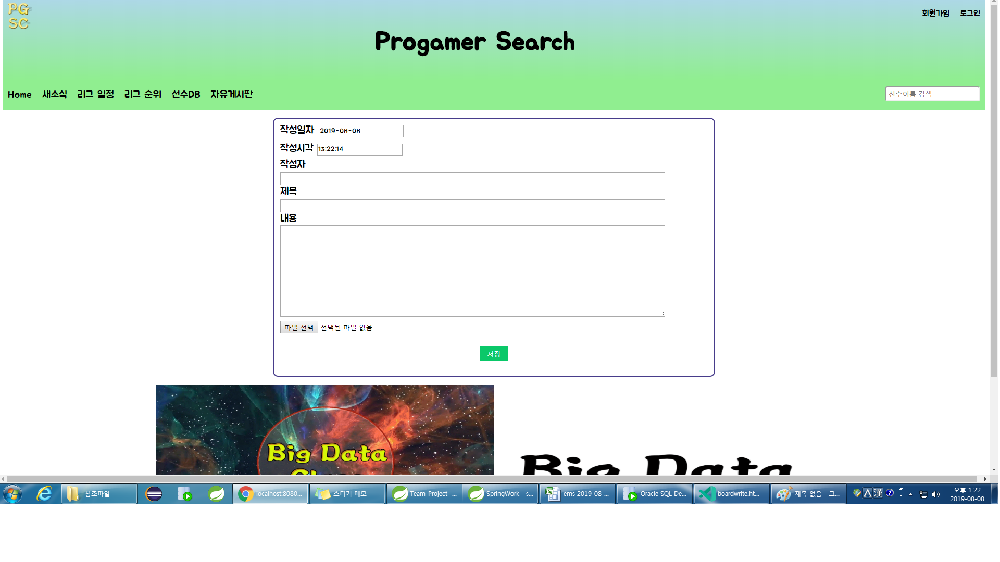 PG
SC
회원가입 로그인
Progamer Search
Home 새소식 리그 일정 리그 순위 선수DB 자유게시판
선수이름 검색
작성일자 2019-08-08
작성시각 13:22:14
작성자
제목
내용
파일 선택 선택된 파일 없음
저장
Big Data
Big Data
참조파일
localhost:8080...
스티커 메모
Team-Project -...
SpringWork - s...
ems 2019-08-...
Oracle SQL De...
boardwrite.ht...
제목 없음 - 그...
A 漢
오후 1:22
2019-08-08